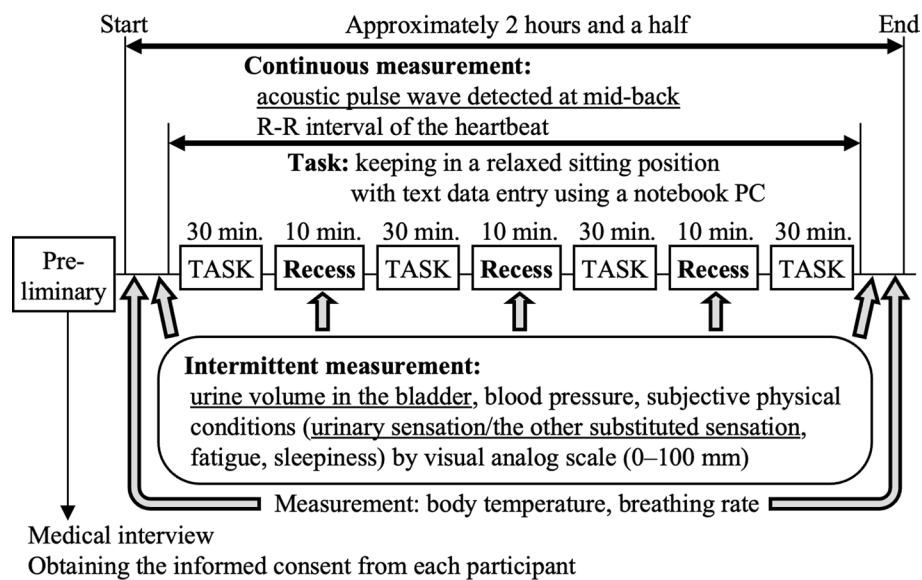 Start
Approximately 2 hours and a half
End
Continuous measurement:
acoustic pulse wave detected at mid-back
R-R interval of the heartbeat
Task: keeping in a relaxed sitting position
with text data entry using a notebook PC
30 min. 10 min. 30 min. 10 min. 30 min. 10 min. 30 min.
Pre-
liminary
TASK Recess TASK Recess TASK Recess TASK
Intermittent measurement:
urine volume in the bladder, blood pressure, subjective physical
conditions (urinary sensation/the other substituted sensation,
fatigue, sleepiness) by visual analog scale (0–100 mm)
Measurement: body temperature, breathing rate
Medical interview
Obtaining the informed consent from each participant